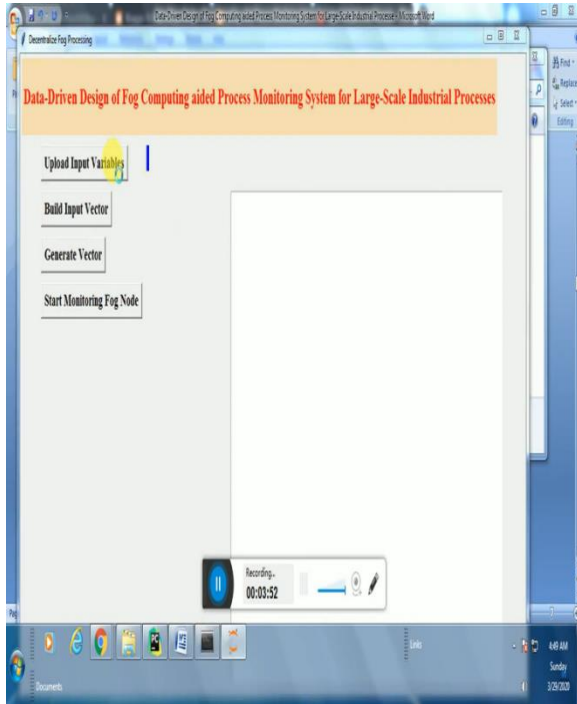 Data-Driven Design of Fog Computing aided Process Monitoring System for Large-Scale Industrial Processes - Microsoft Word
Decentralize Fog Processing
Find
Replace
Select
Editing
Data-Driven Design of Fog Computing aided Process Monitoring System for Large-Scale Industrial Processes
Upload Input Variables
Build Input Vector
Generate Vector
Start Monitoring Fog Node
Recording...
00:03:52
Links
4:49 AM
Sunday
3/29/2020
Documents